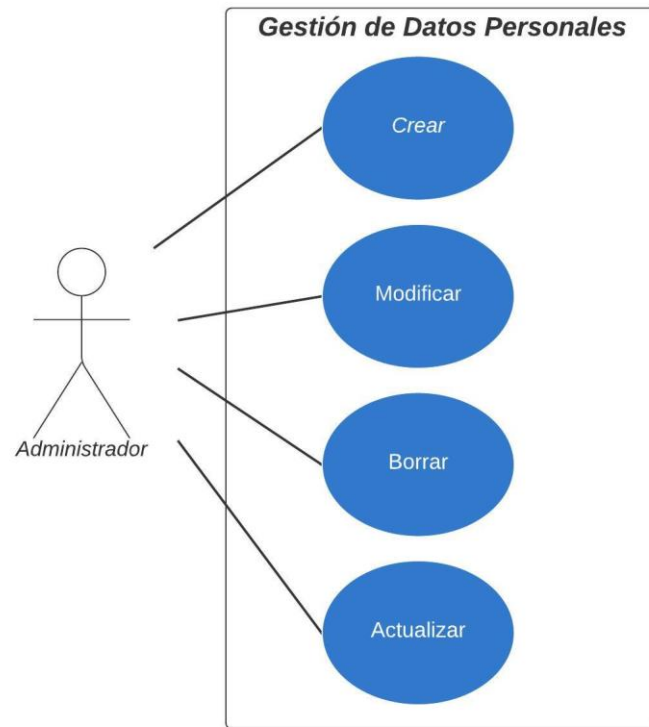 Gestión de Datos Personales
Crear
Modificar
Borrar
Administrador
Actualizar